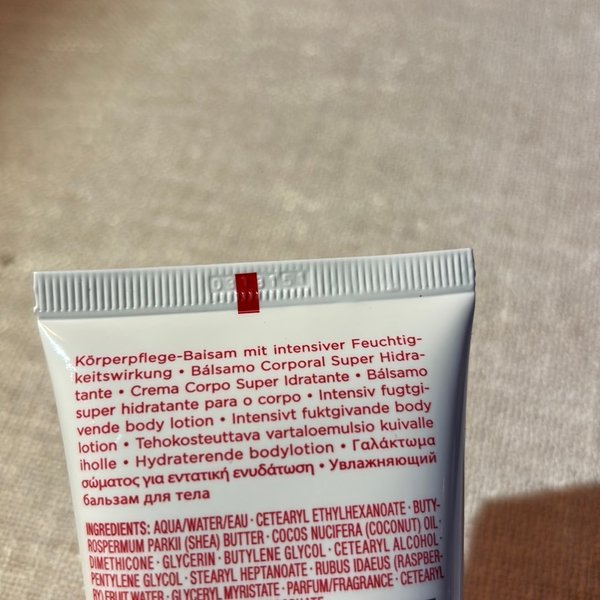 Körperpflege-Balsam mit intensiver Feuchtig-
keitswirkung • Bálsamo Corporal Super Hidra-
tante • Crema Corpo Super Idratante • Bálsamo
super hidratante para o corpo • Intensiv fugtgi-
vende body lotion • Intensivt fuktgivande body
lotion • Tehokosteuttava vartaloemulsio kuivalle
iholle • Hydraterende bodylotion • Γαλάκτωμα
σώματος για εντατική ενυδάτωση • Увлажняющий
бальзам для тела
INGREDIENTS: AQUA/WATER/EAU • CETEARYL ETHYLHEXANOATE • BUTY-
ROSPERMUM PARKII (SHEA) BUTTER • COCOS NUCIFERA (COCONUT) OIL •
DIMETHICONE • GLYCERIN • BUTYLENE GLYCOL • CETEARYL ALCOHOL •
PENTYLENE GLYCOL • STEARYL HEPTANOATE • RUBUS IDAEUS (RASPBER-
RY) FRUIT WATER • GLYCERYL MYRISTATE • PARFUM/FRAGRANCE • CETEARYL